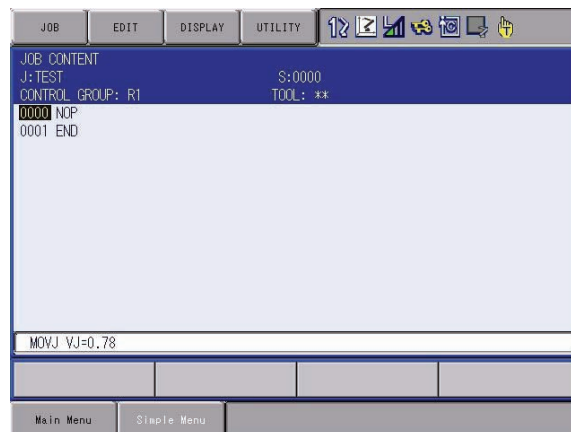 JOB EDIT DISPLAY UTILITY
JOB CONTENT
J:TEST S:0000
CONTROL GROUP: R1 TOOL: **
0000 NOP
0001 END
MOVJ VJ=0.78
Main Menu Simple Menu